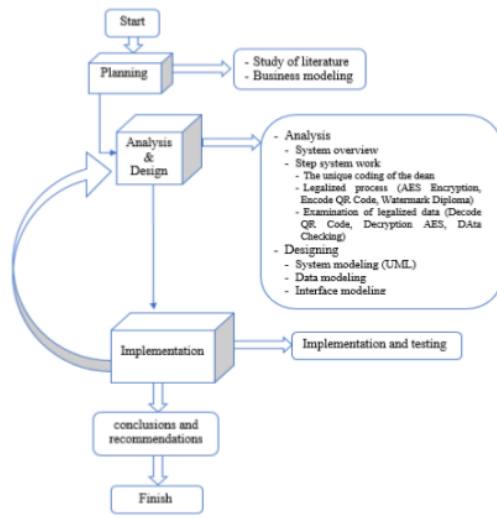 Start
Planning
- Study of literature
- Business modeling
Analysis
&
Design
- Analysis
- System overview
- Step system work
- The unique coding of the dean
- Legalized process (AES Encryption,
Encode QR Code, Watermark Diploma)
- Examination of legalized data (Decode
QR Code, Decryption AES, DAta
Checking)
- Designing
- System modeling (UML)
- Data modeling
- Interface modeling
Implementation
Implementation and testing
conclusions and
recommendations
Finish